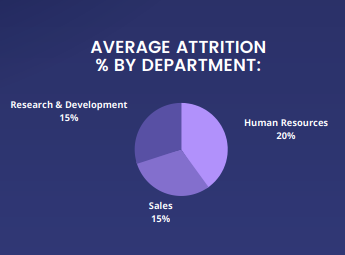 AVERAGE ATTRITION
% BY DEPARTMENT:
Research & Development
15%
Human Resources
20%
Sales
15%